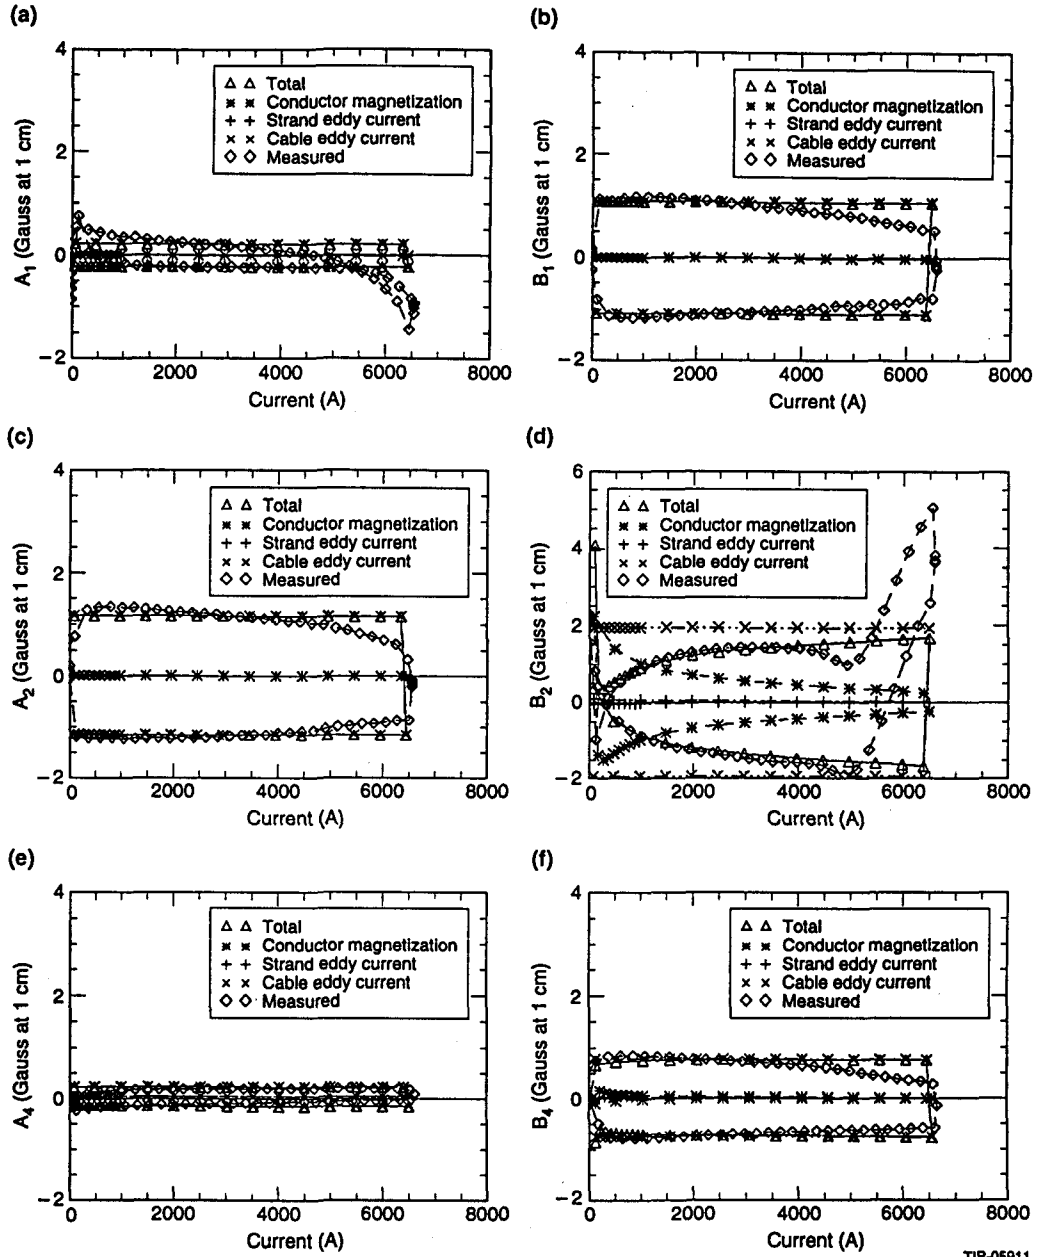 (a)
4
2
0
−2
A1 (Gauss at 1 cm)
Total
Conductor magnetization
Strand eddy current
Cable eddy current
Measured
0 2000 4000 6000 8000
Current (A)
(b)
4
2
0
−2
B1 (Gauss at 1 cm)
Total
Conductor magnetization
Strand eddy current
Cable eddy current
Measured
0 2000 4000 6000 8000
Current (A)
(c)
4
2
0
−2
A2 (Gauss at 1 cm)
Total
Conductor magnetization
Strand eddy current
Cable eddy current
Measured
0 2000 4000 6000 8000
Current (A)
(d)
6
4
2
0
−2
B2 (Gauss at 1 cm)
Total
Conductor magnetization
Strand eddy current
Cable eddy current
Measured
0 2000 4000 6000 8000
Current (A)
(e)
4
2
0
−2
A4 (Gauss at 1 cm)
Total
Conductor magnetization
Strand eddy current
Cable eddy current
Measured
0 2000 4000 6000 8000
Current (A)
(f)
4
2
0
−2
B4 (Gauss at 1 cm)
Total
Conductor magnetization
Strand eddy current
Cable eddy current
Measured
0 2000 4000 6000 8000
Current (A)
TIP-05911